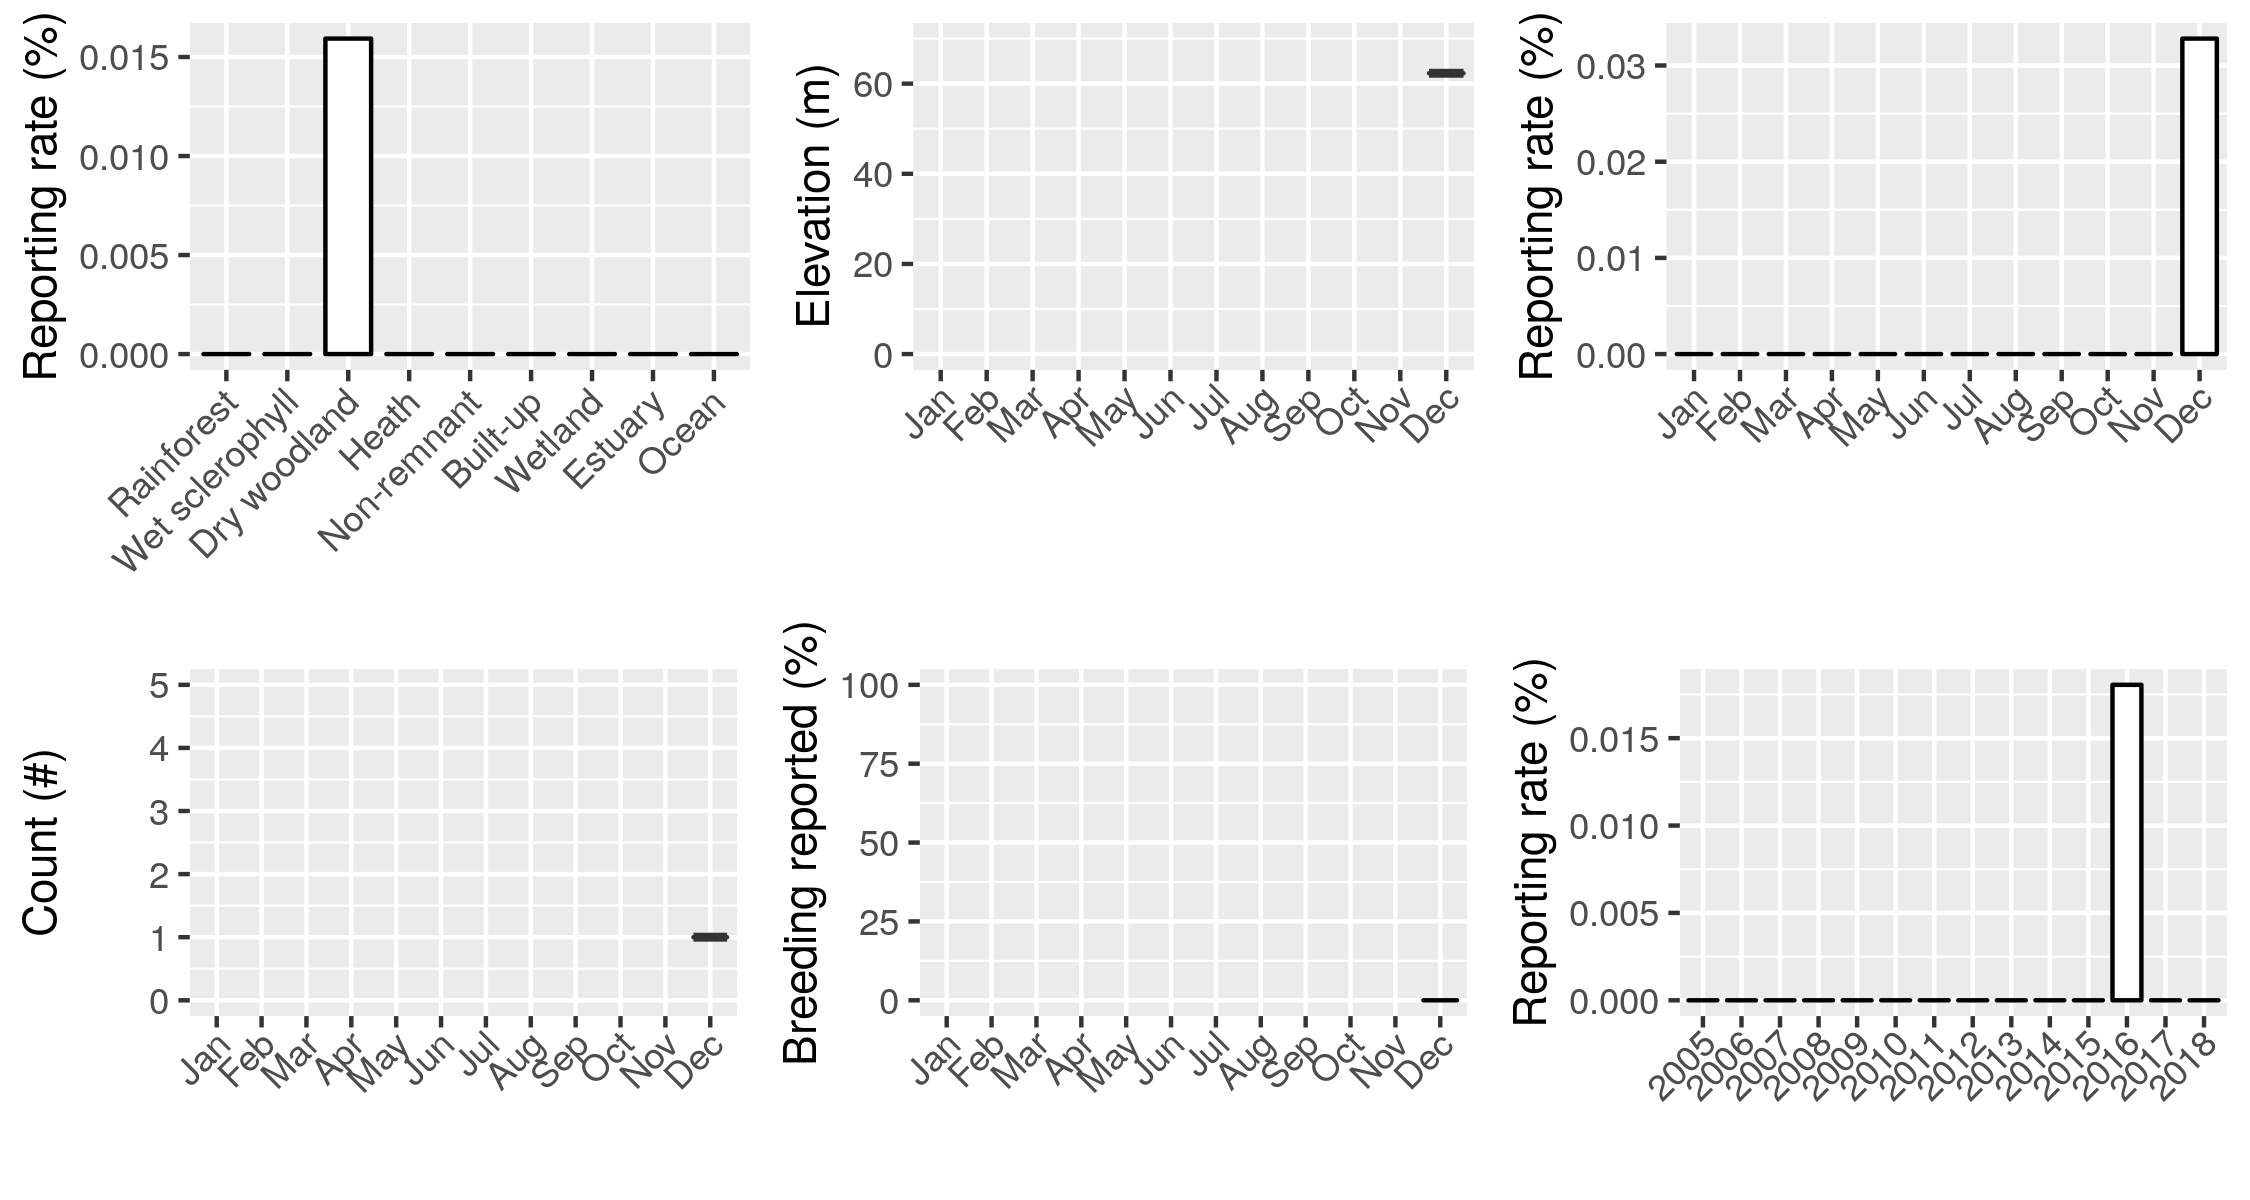 Reporting rate (%)
0.015
0.010
0.005
0.000
Rainforest
Wet sclerophyll
Dry woodland
Heath
Non-remnant
Built-up
Wetland
Estuary
Ocean
Elevation (m)
60
40
20
0
Jan
Feb
Mar
Apr
May
Jun
Jul
Aug
Sep
Oct
Nov
Dec
Reporting rate (%)
0.03
0.02
0.01
0.00
Jan
Feb
Mar
Apr
May
Jun
Jul
Aug
Sep
Oct
Nov
Dec
Count (#)
5
4
3
2
1
0
Jan
Feb
Mar
Apr
May
Jun
Jul
Aug
Sep
Oct
Nov
Dec
Breeding reported (%)
100
75
50
25
0
Jan
Feb
Mar
Apr
May
Jun
Jul
Aug
Sep
Oct
Nov
Dec
Reporting rate (%)
0.015
0.010
0.005
0.000
2005
2006
2007
2008
2009
2010
2011
2012
2013
2014
2015
2016
2017
2018